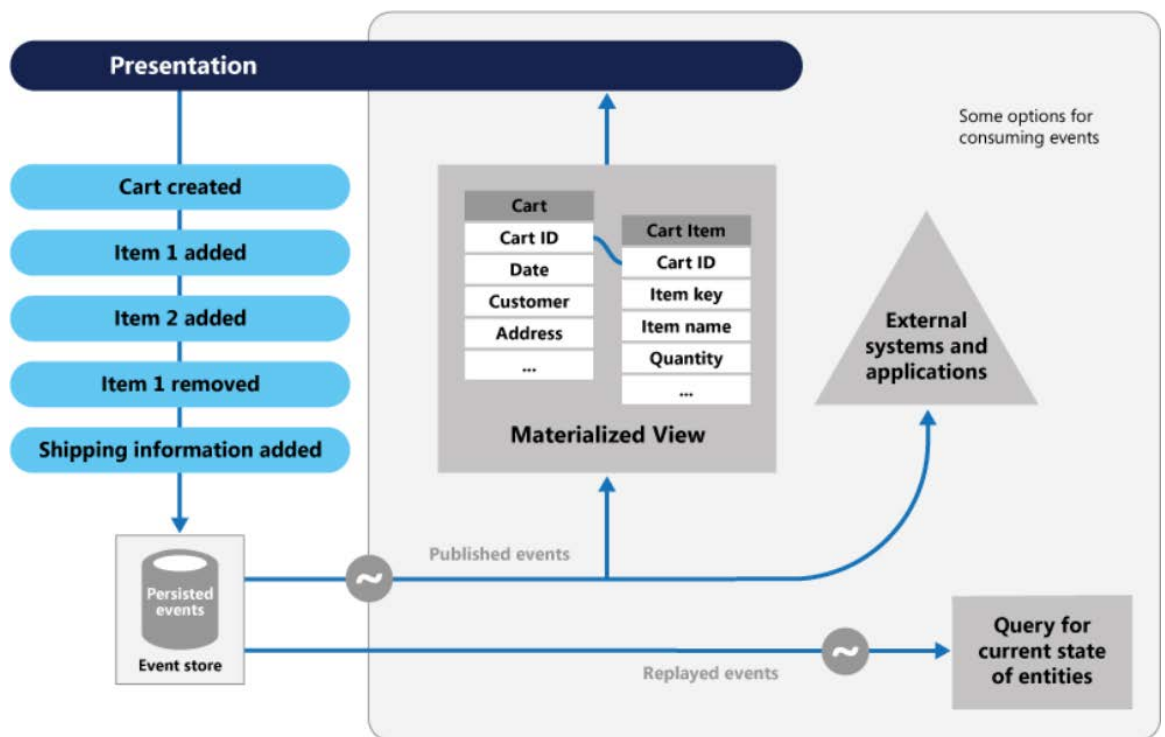 Presentation
Some options for
consuming events
Cart created
Item 1 added
Item 2 added
Item 1 removed
Shipping information added
Cart
Cart ID
Date
Customer
Address
...
Cart Item
Cart ID
Item key
Item name
Quantity
...
Materialized View
External
systems and
applications
Persisted
events
Event store
Published events
~
Replayed events
~
Query for
current state
of entities